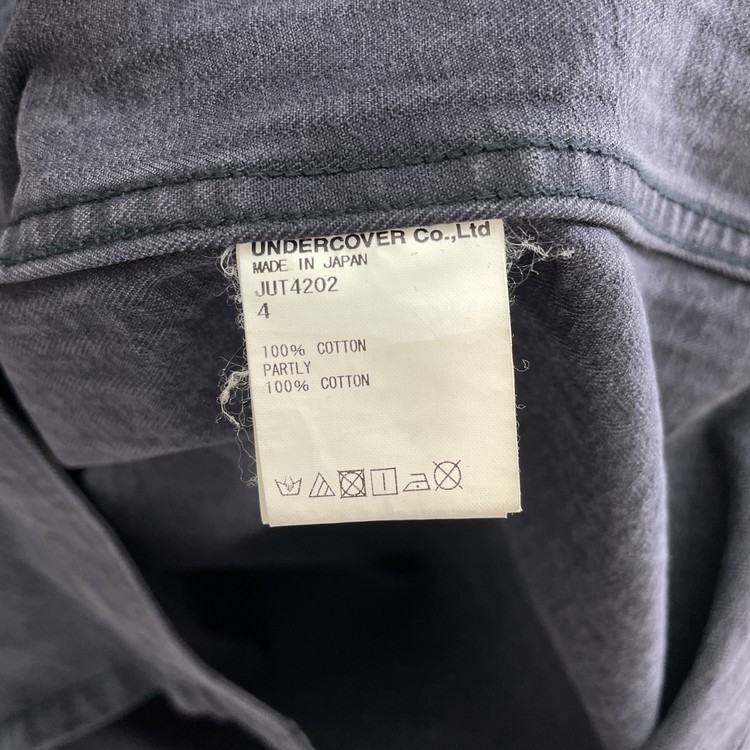 UNDERCOVER Co.,Ltd
MADE IN JAPAN
JUT4202
4
100% COTTON
PARTLY
100% COTTON